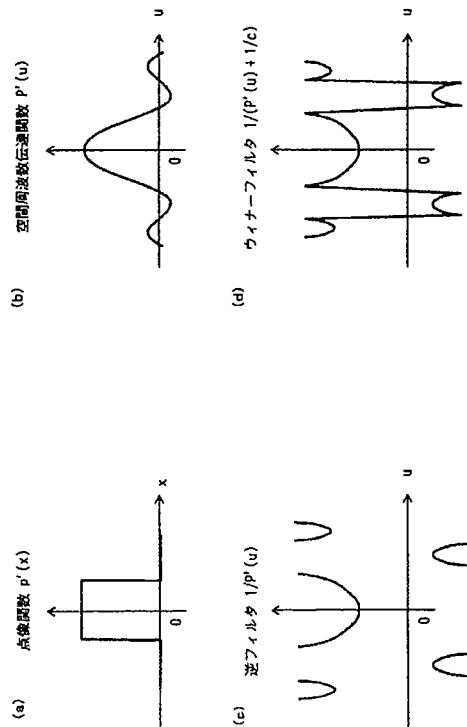 (a)
点像関数 p'(x)
x
0
(b)
空間周波数伝達関数 P'(u)
u
0
(c)
逆フィルタ 1/P'(u)
u
0
(d)
ウィナーフィルタ 1/(P'(u)+1/c)
u
0